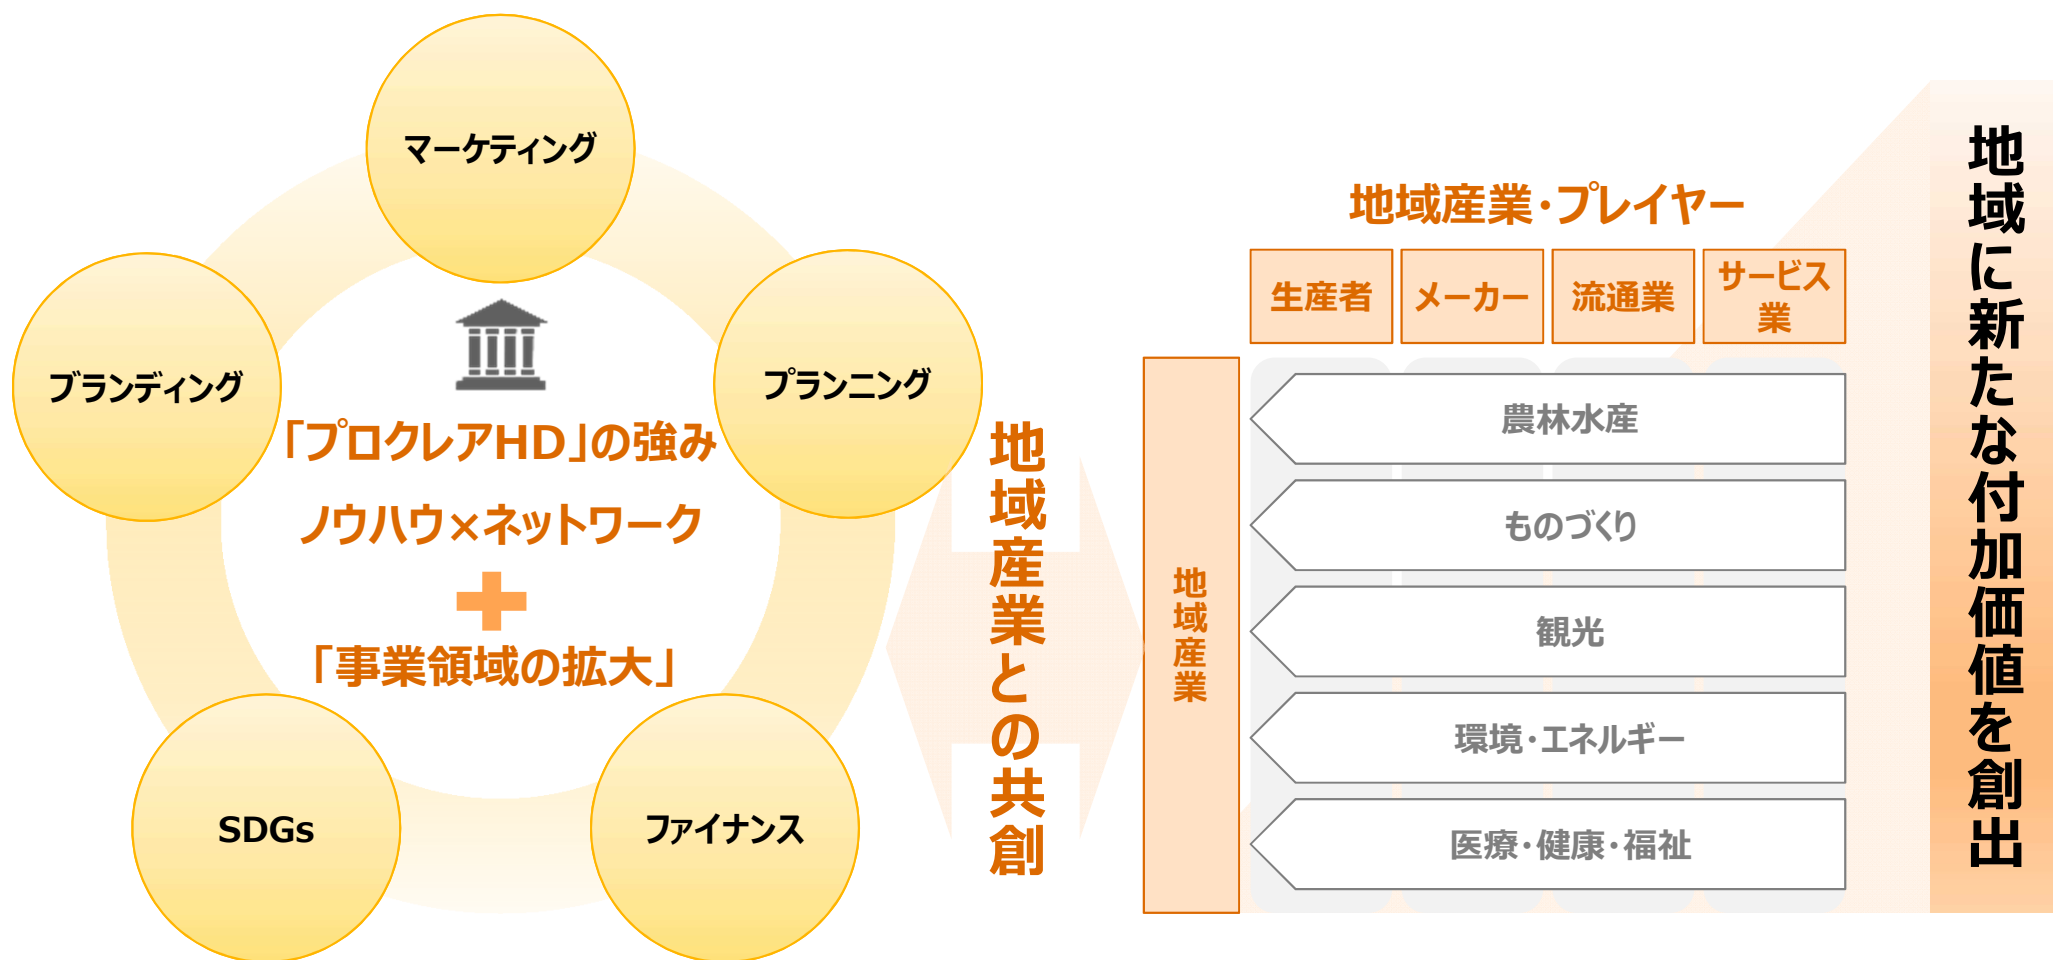 マーケティング
ブランディング
プランニング
「プロクレアHD」の強み
ノウハウ×ネットワーク
「事業領域の拡大」
SDGs
ファイナンス
地域産業との共創
地域産業・プレイヤー
生産者
メーカー
流通業
サービス
業
地域産業
農林水産
ものづくり
観光
環境・エネルギー
医療・健康・福祉
地域に新たな付加価値を創出